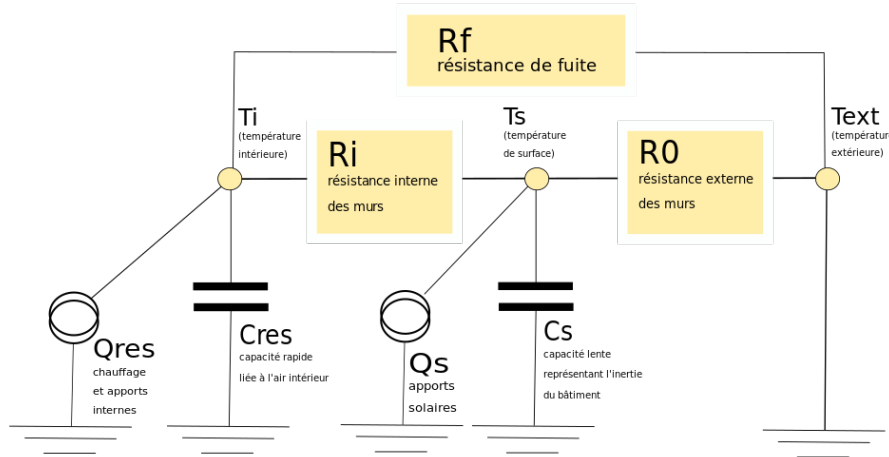 Rf
résistance de fuite
Ti
(température
intérieure)
Ri
résistance interne
des murs
Ts
(température
de surface)
R0
résistance externe
des murs
Text
(température
extérieure)
Qres
chauffage
et apports
internes
Cres
capacité rapide
liée à l'air intérieur
Qs
apports
solaires
Cs
capacité lente
représentant l'inertie
du bâtiment